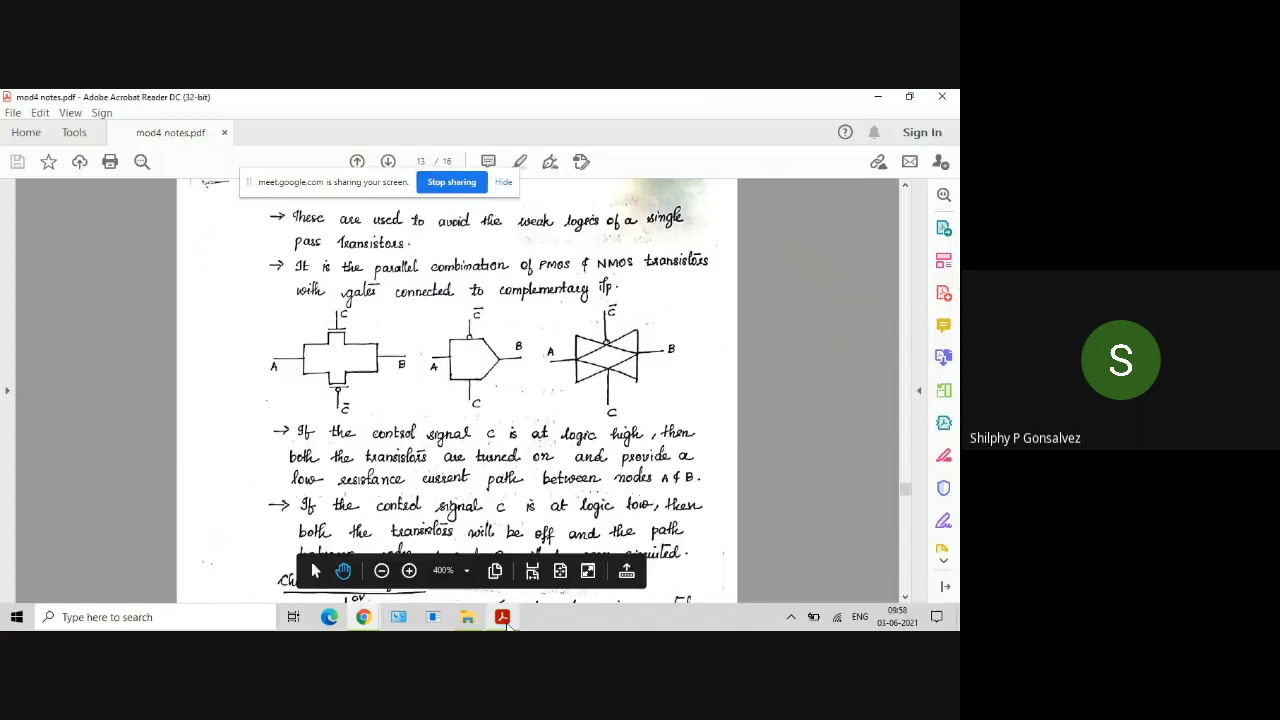 mod4 notes.pdf - Adobe Acrobat Reader DC (32-bit)
File Edit View Sign
Home Tools mod4 notes.pdf × Sign In
13 / 16
meet.google.com is sharing your screen. Stop sharing Hide
→ These are used to avoid the weak logics of a single
pass transistors.
→ It is the parallel combination of PMOS & NMOS transistors
with gates connected to complementary i/p.
C C̅ C̅
A B A B A B
C̅ C C
→ If the control signal C is at logic high, then
both the transistors are turned on and provide a
low resistance current path between nodes A & B.
→ If the control signal C is at logic low, then
both the transistors will be off and the path
400%
0V
Shilphy P Gonsalvez
S
Type here to search
ENG
09:58
03-06-2021